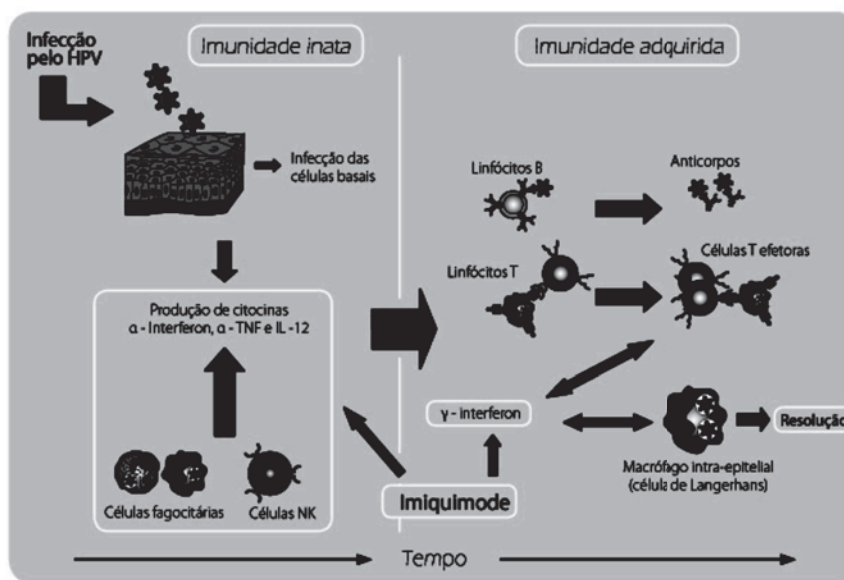 Infecção
pelo HPV
Imunidade inata
Imunidade adquirida
Infecção das
células basais
Linfócitos B
Anticorpos
Linfócitos T
Células T efetoras
Produção de citocinas
α - Interferon, α - TNF e IL -12
γ - interferon
Resolução
Macrófago intra-epitelial
(célula de Langerhans)
Imiquimode
Células fagocitárias
Células NK
Tempo